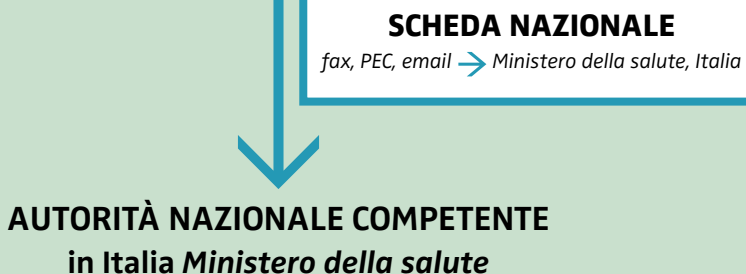 SCHEDA NAZIONALE
fax, PEC, email → Ministero della salute, Italia
AUTORITÀ NAZIONALE COMPETENTE
in Italia Ministero della salute